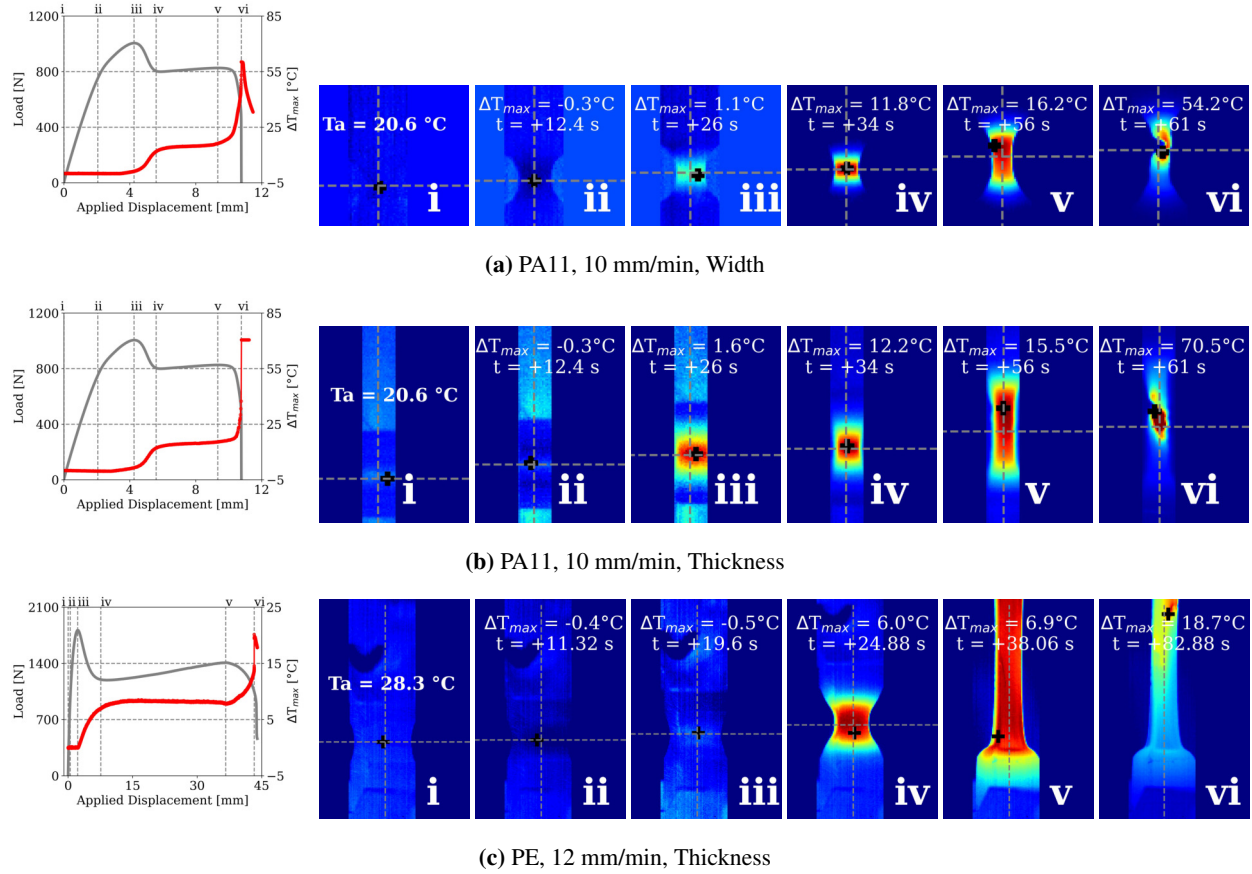 i ii iii iv v vi
1200 85
800 55
400 25
0 −5
0 4 8 12
Load [N]
ΔT_max [°C]
Applied Displacement [mm]
Ta = 20.6 °C
i
ΔT_max = -0.3°C
t = +12.4 s
ii
ΔT_max = 1.1°C
t = +26 s
iii
ΔT_max = 11.8°C
t = +34 s
iv
ΔT_max = 16.2°C
t = +56 s
v
ΔT_max = 54.2°C
t = +61 s
vi
(a) PA11, 10 mm/min, Width
i ii iii iv v vi
1200 85
800 55
400 25
0 −5
0 4 8 12
Load [N]
ΔT_max [°C]
Applied Displacement [mm]
Ta = 20.6 °C
i
ΔT_max = -0.3°C
t = +12.4 s
ii
ΔT_max = 1.6°C
t = +26 s
iii
ΔT_max = 12.2°C
t = +34 s
iv
ΔT_max = 15.5°C
t = +56 s
v
ΔT_max = 70.5°C
t = +61 s
vi
(b) PA11, 10 mm/min, Thickness
i ii iii iv v vi
2100 25
1400 15
700 5
0 −5
0 15 30 45
Load [N]
ΔT_max [°C]
Applied Displacement [mm]
Ta = 28.3 °C
i
ΔT_max = -0.4°C
t = +11.32 s
ii
ΔT_max = -0.5°C
t = +19.6 s
iii
ΔT_max = 6.0°C
t = +24.88 s
iv
ΔT_max = 6.9°C
t = +38.06 s
v
ΔT_max = 18.7°C
t = +82.88 s
vi
(c) PE, 12 mm/min, Thickness